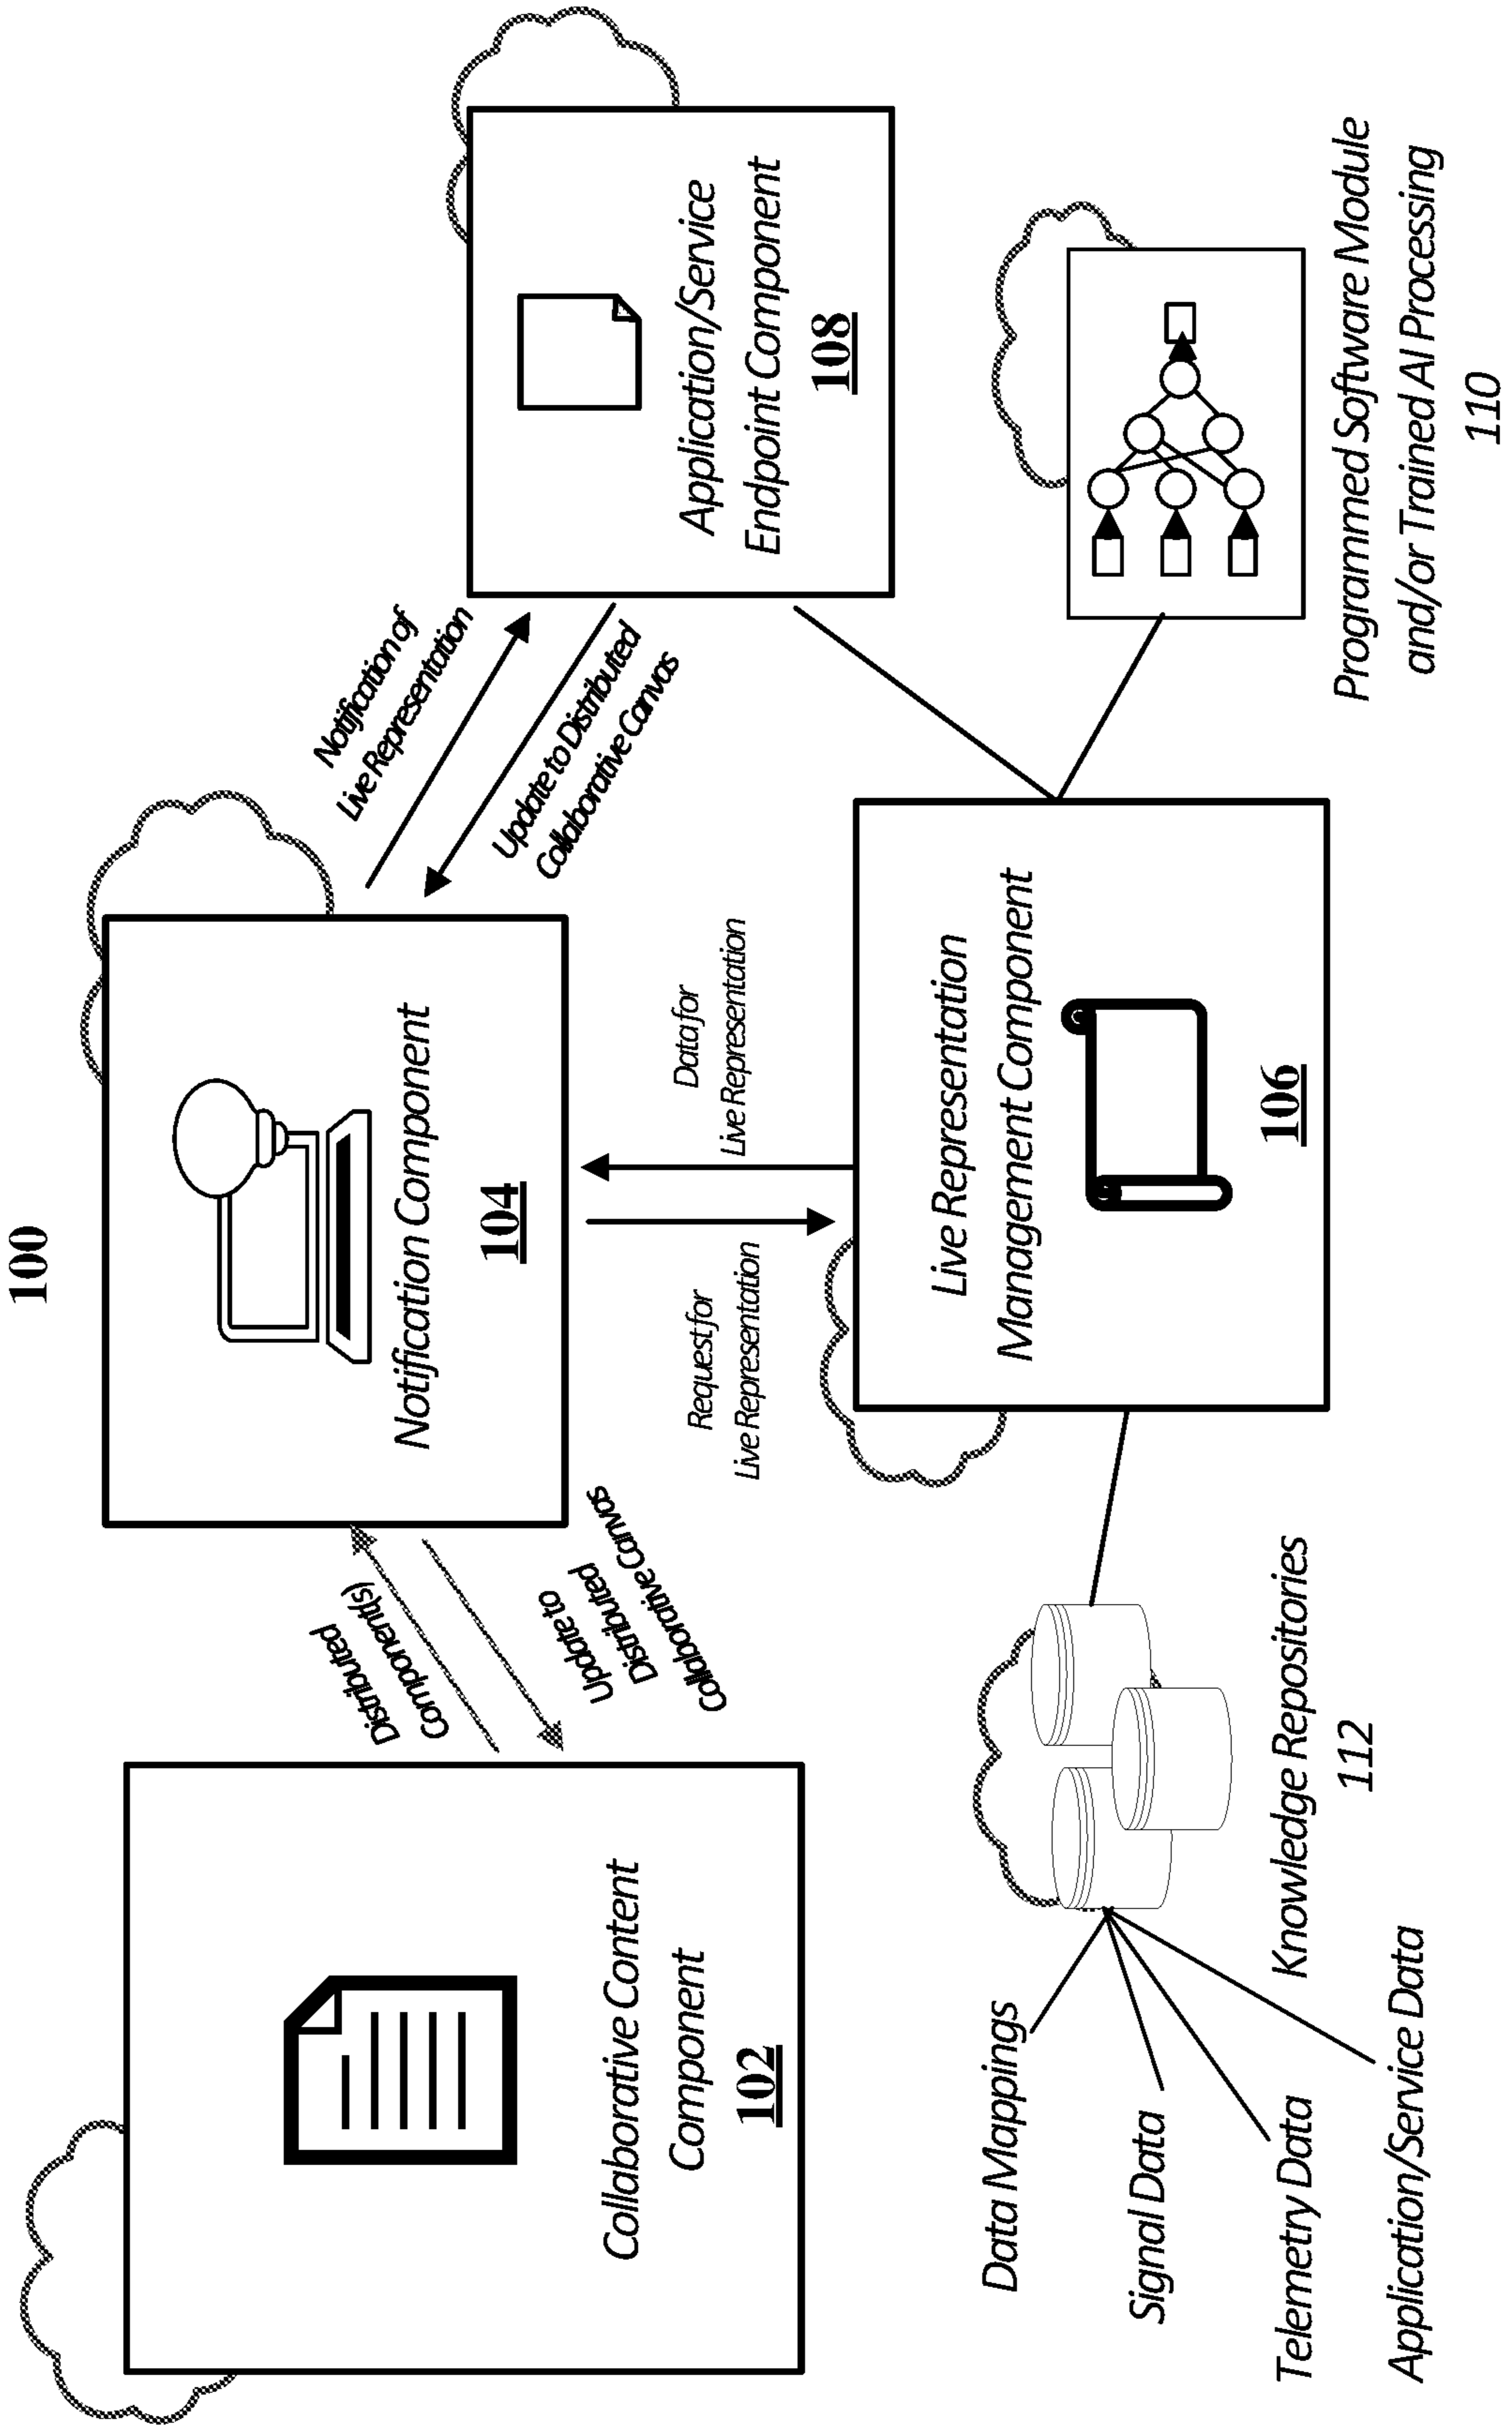 100
Collaborative Content
Component
102
Distributed
Component(s)
Update to
Distributed
Collaborative Canvas
Notification Component
104
Notification of
Live Representation
Update to Distributed
Collaborative Canvas
Application/Service
Endpoint Component
108
Request for
Live Representation
Data for
Live Representation
Live Representation
Management Component
106
Data Mappings
Signal Data
Telemetry Data
Application/Service Data
Knowledge Repositories
112
Programmed Software Module
and/or Trained AI Processing
110